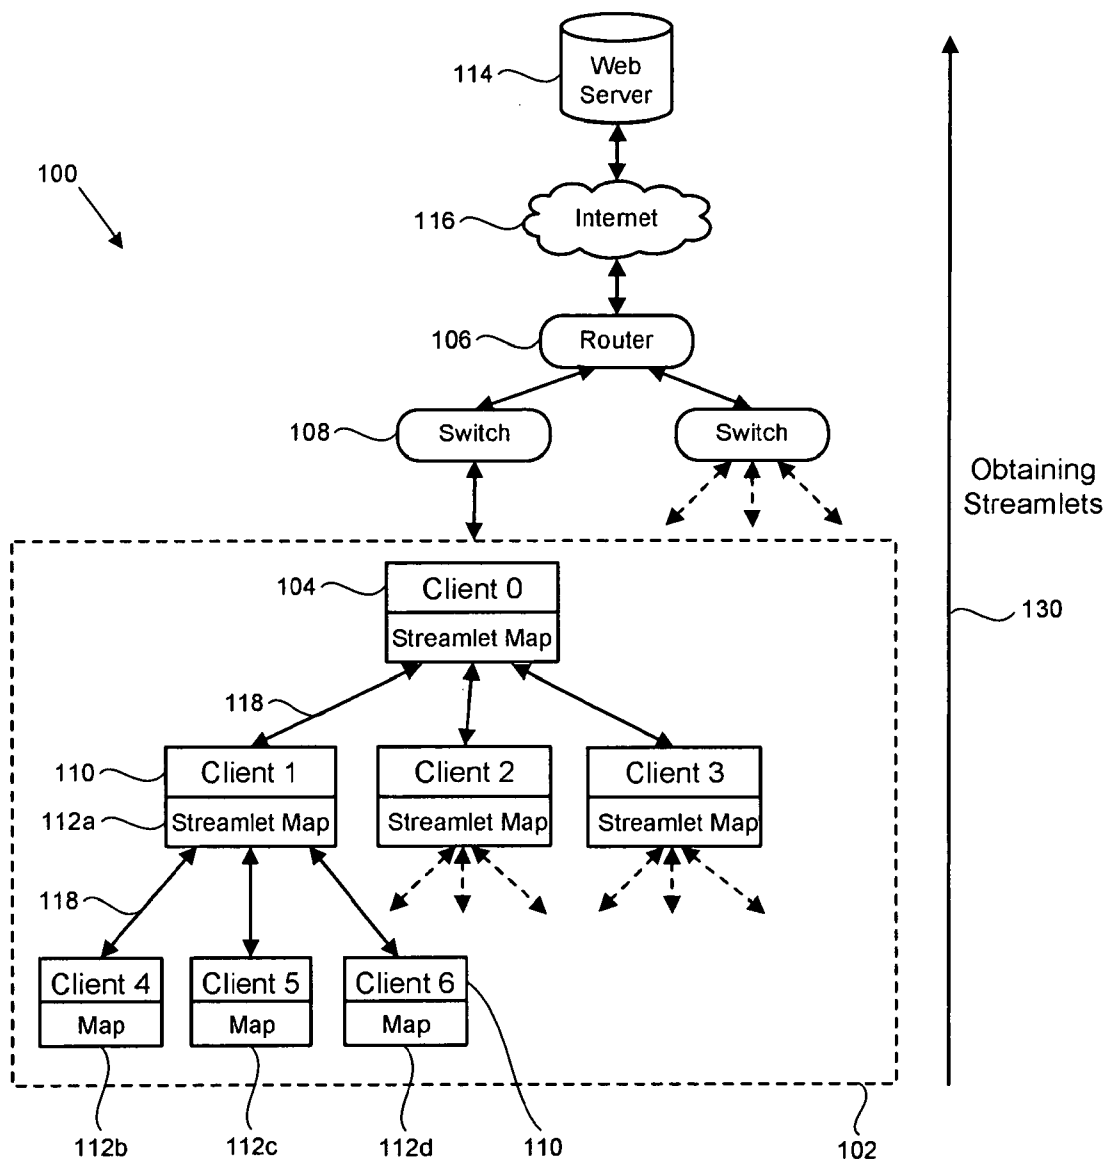 114
Web
Server
100
116
Internet
106
Router
108
Switch
Switch
Obtaining
Streamlets
104
Client 0
Streamlet Map
130
118
110
Client 1
Client 2
Client 3
112a
Streamlet Map
Streamlet Map
Streamlet Map
118
Client 4
Client 5
Client 6
Map
Map
Map
112b
112c
112d
110
102